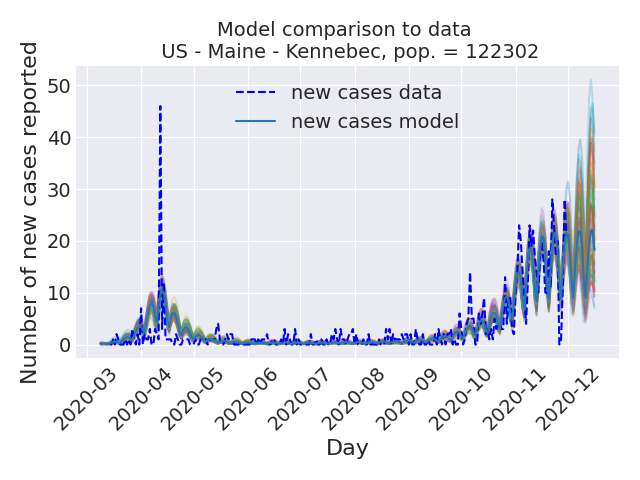 Model comparison to data
US - Maine - Kennebec, pop. = 122302
new cases data
new cases model
Number of new cases reported
50
40
30
20
10
0
2020-03
2020-04
2020-05
2020-06
2020-07
2020-08
2020-09
2020-10
2020-11
2020-12
Day